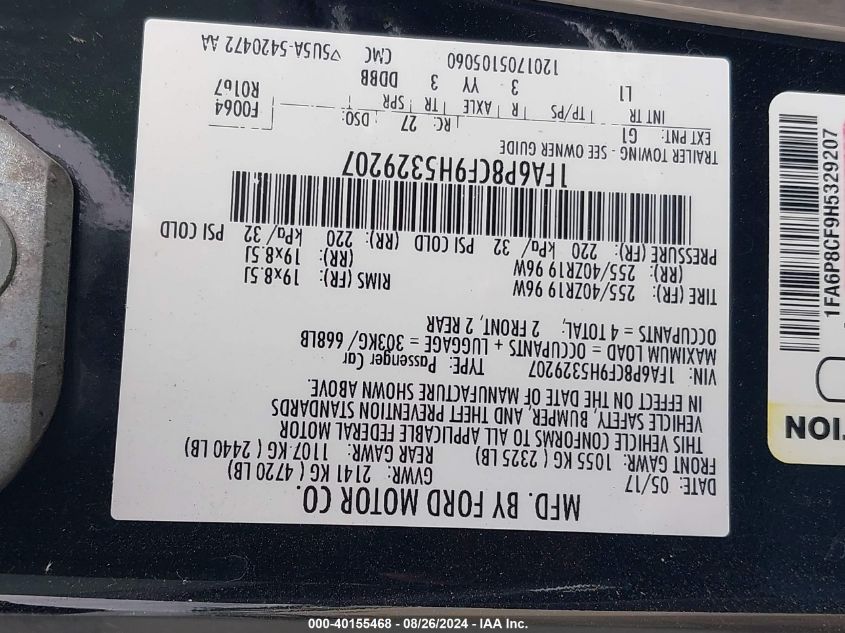 MFD. BY FORD MOTOR CO.
DATE: 05/17 GVWR: 2141 KG ( 4720 LB)
FRONT GAWR: 1055 KG ( 2325 LB) REAR GAWR: 1107 KG ( 2440 LB)
THIS VEHICLE CONFORMS TO ALL APPLICABLE FEDERAL MOTOR
VEHICLE SAFETY, BUMPER, AND THEFT PREVENTION STANDARDS
IN EFFECT ON THE DATE OF MANUFACTURE SHOWN ABOVE.
VIN: 1FA6P8CF9H5329207 TYPE: Passenger Car
MAXIMUM LOAD = OCCUPANTS + LUGGAGE = 303KG/ 668LB
OCCUPANTS = 4 TOTAL; 2 FRONT, 2 REAR
TIRE (FR): 255/40ZR19 96W RIMS (FR): 19x8.5J
(RR): 255/40ZR19 96W (RR): 19x8.5J
PRESSURE (FR): 220 kPa/ 32 PSI COLD (RR) 220 kPa/ 32 PSI COLD
1FA6P8CF9H5329207
TRAILER TOWING - SEE OWNER GUIDE
EXT PNT: G1 RC: 27 DSO: F0064
INT TR TP/PS R AXLE TR SPR T R0167
L1 3 YY 3 DD8B
1201705105060 CMC ▽5U5A-5420472 AA
1FA6P8CF9H5329207
000-40155468 - 08/26/2024 - IAA Inc.